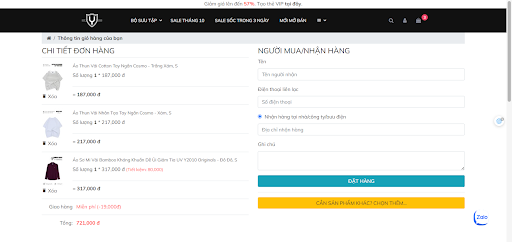 Giảm giá lên đến 57%. Tạo thẻ VIP tại đây.
BỘ SƯU TẬP
SALE THÁNG 10
SALE SỐC TRONG 3 NGÀY
MỚI MỞ BÁN
/ Thông tin giỏ hàng của bạn
CHI TIẾT ĐƠN HÀNG
Áo Thun Vải Cotton Tay Ngắn Cosmo - Trắng Xám, S
Số lượng 1 * 187,000 đ
Xóa
= 187,000 đ
Áo Thun Vải Nhân Tạo Tay Ngắn Cosmo - Xám, S
Số lượng 1 * 217,000 đ
Xóa
= 217,000 đ
Áo Sơ Mi Vải Bamboo Kháng Khuẩn Dễ Ủi Giảm Tia UV Y2010 Originals - Đỏ Đô, S
Số lượng 1 * 317,000 đ
Xóa
= 317,000 đ
Giao hàng
Miễn phí
Tổng:
721,000 đ
NGƯỜI MUA/NHẬN HÀNG
Tên
Tên người nhận
Điện thoại liên lạc
Số điện thoại
Nhận hàng tại nhà/công ty/bưu điện
Địa chỉ nhận hàng
Ghi chú
ĐẶT HÀNG
CẦN SẢN PHẨM KHÁC? CHỌN THÊM...
Zalo